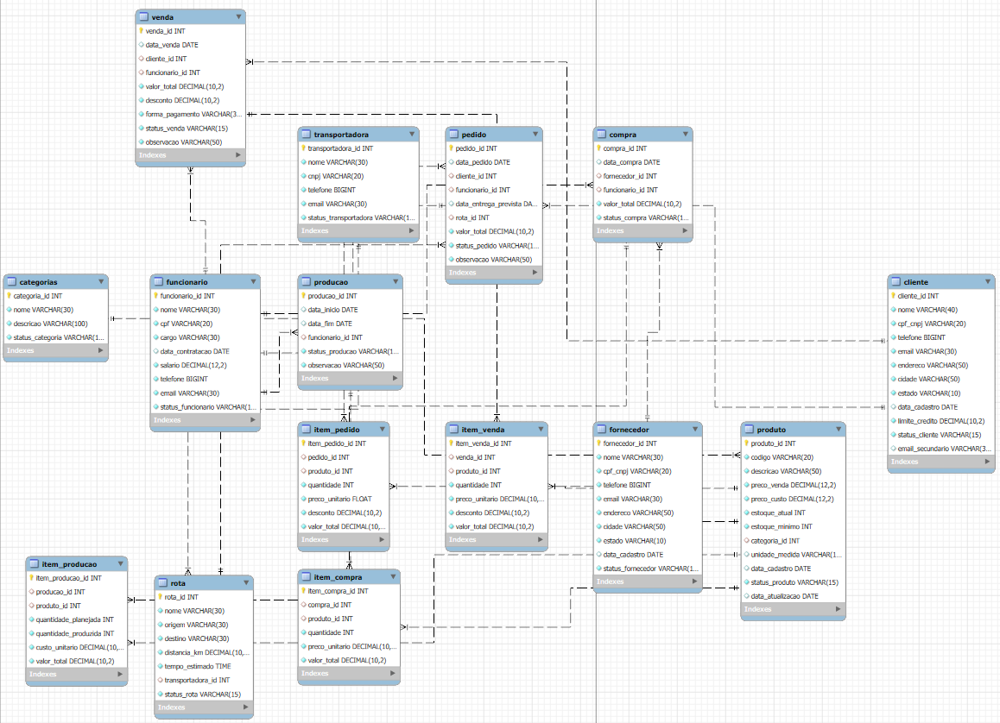 venda
venda_id INT
data_venda DATE
cliente_id INT
funcionario_id INT
valor_total DECIMAL(10,2)
desconto DECIMAL(10,2)
forma_pagamento VARCHAR(3...
status_venda VARCHAR(15)
observacao VARCHAR(50)
Indexes
transportadora
transportadora_id INT
nome VARCHAR(30)
cnpj VARCHAR(20)
telefone BIGINT
email VARCHAR(30)
status_transportadora VARCHAR(1...
Indexes
pedido
pedido_id INT
data_pedido DATE
cliente_id INT
funcionario_id INT
data_entrega_prevista DA...
rota_id INT
valor_total DECIMAL(10,2)
status_pedido VARCHAR(1...
observacao VARCHAR(50)
Indexes
compra
compra_id INT
data_compra DATE
fornecedor_id INT
funcionario_id INT
valor_total DECIMAL(10,2)
status_compra VARCHAR(1...
Indexes
categorias
categoria_id INT
nome VARCHAR(30)
descricao VARCHAR(100)
status_categoria VARCHAR(1...
Indexes
funcionario
funcionario_id INT
nome VARCHAR(30)
cpf VARCHAR(20)
cargo VARCHAR(30)
data_contratacao DATE
salario DECIMAL(12,2)
telefone BIGINT
email VARCHAR(30)
status_funcionario VARCHAR(1...
Indexes
producao
producao_id INT
data_inicio DATE
data_fim DATE
funcionario_id INT
status_producao VARCHAR(1...
observacao VARCHAR(50)
Indexes
cliente
cliente_id INT
nome VARCHAR(40)
cpf_cnpj VARCHAR(20)
telefone BIGINT
email VARCHAR(30)
endereco VARCHAR(50)
cidade VARCHAR(50)
estado VARCHAR(10)
data_cadastro DATE
limite_credito DECIMAL(10,2)
status_cliente VARCHAR(15)
email_secundario VARCHAR(3...
Indexes
item_pedido
item_pedido_id INT
pedido_id INT
produto_id INT
quantidade INT
preco_unitario FLOAT
desconto DECIMAL(10,2)
valor_total DECIMAL(10,...
Indexes
item_venda
item_venda_id INT
venda_id INT
produto_id INT
quantidade INT
preco_unitario DECIMAL(10,...
desconto DECIMAL(10,2)
valor_total DECIMAL(10,2)
Indexes
fornecedor
fornecedor_id INT
nome VARCHAR(30)
cpf_cnpj VARCHAR(20)
telefone BIGINT
email VARCHAR(30)
endereco VARCHAR(50)
cidade VARCHAR(50)
estado VARCHAR(10)
data_cadastro DATE
status_fornecedor VARCHAR(1...
Indexes
produto
produto_id INT
codigo VARCHAR(20)
descricao VARCHAR(50)
preco_venda DECIMAL(12,2)
preco_custo DECIMAL(12,2)
estoque_atual INT
estoque_minimo INT
categoria_id INT
unidade_medida VARCHAR(1...
data_cadastro DATE
status_produto VARCHAR(15)
data_atualizacao DATE
Indexes
item_producao
item_producao_id INT
producao_id INT
produto_id INT
quantidade_planejada INT
quantidade_produzida INT
custo_unitario DECIMAL(10,...
valor_total DECIMAL(10,2)
Indexes
rota
rota_id INT
nome VARCHAR(30)
origem VARCHAR(30)
destino VARCHAR(30)
distancia_km DECIMAL(10,...
tempo_estimado TIME
transportadora_id INT
status_rota VARCHAR(15)
Indexes
item_compra
item_compra_id INT
compra_id INT
produto_id INT
quantidade INT
preco_unitario DECIMAL(10,...
valor_total DECIMAL(10,2)
Indexes